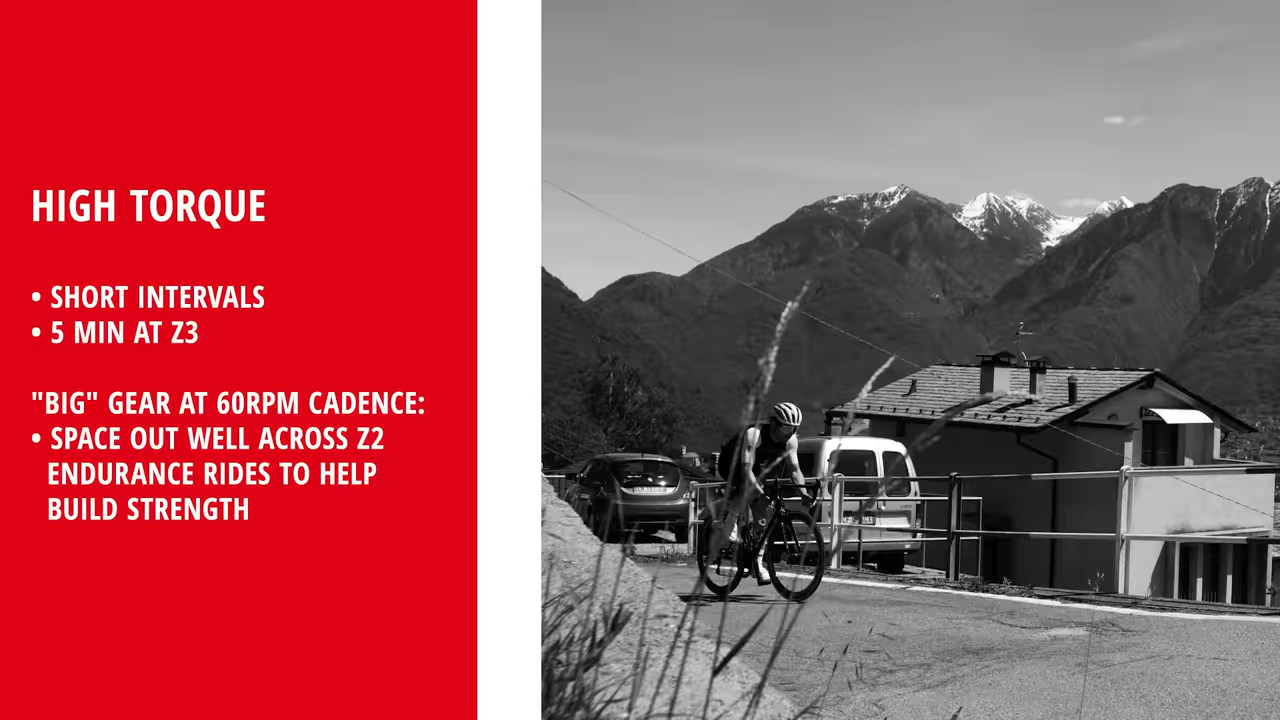 HIGH TORQUE
• SHORT INTERVALS
• 5 MIN AT Z3
"BIG" GEAR AT 60RPM CADENCE:
• SPACE OUT WELL ACROSS Z2
ENDURANCE RIDES TO HELP
BUILD STRENGTH